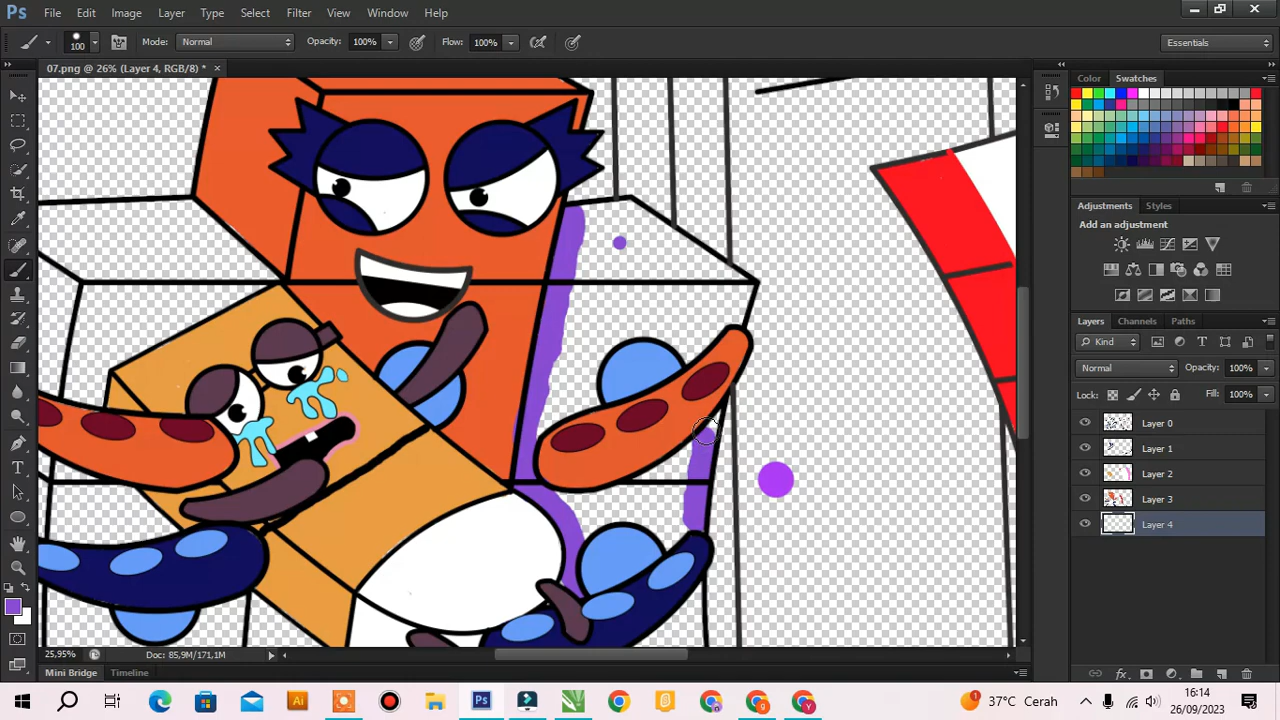 Ps File Edit Image Layer Type Select Filter View Window Help
100 Mode: Normal Opacity: 100% Flow: 100% Essentials
07.png @ 26% (Layer 4, RGB/8) * ×
Color Swatches
Adjustments Styles
Add an adjustment
Layers Channels Paths
Kind
Normal Opacity: 100%
Lock: Fill: 100%
Layer 0
Layer 1
Layer 2
Layer 3
Layer 4
T
25,95% Doc: 85,9M/171,1M
Mini Bridge Timeline
Ai Ps 37°C Cerah 16:14
26/09/2023